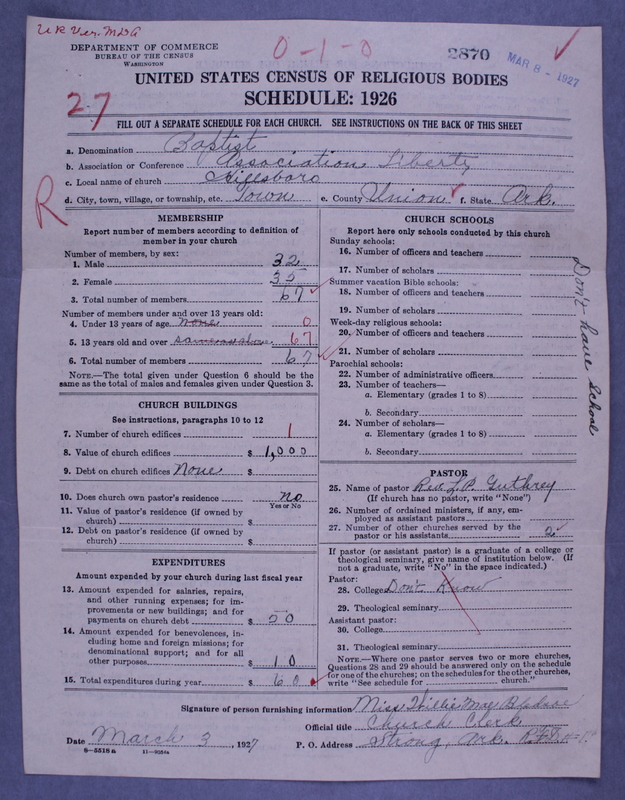 U R Ver. MDG
DEPARTMENT OF COMMERCE
BUREAU OF THE CENSUS
WASHINGTON
0-1-0
2870
MAR 8 - 1927
UNITED STATES CENSUS OF RELIGIOUS BODIES
SCHEDULE: 1926
27
FILL OUT A SEPARATE SCHEDULE FOR EACH CHURCH. SEE INSTRUCTIONS ON THE BACK OF THIS SHEET
a. Denomination Baptist
b. Association or Conference Association Liberty
c. Local name of church Hillsboro
d. City, town, village, or township, etc. Town e. County Union f. State Ark.
R
MEMBERSHIP
Report number of members according to definition of
member in your church
Number of members, by sex:
1. Male 32
2. Female 35
3. Total number of members 67
Number of members under and over 13 years old:
4. Under 13 years of age none 0
5. 13 years old and over same as above 67
6. Total number of members 67
NOTE.—The total given under Question 6 should be the
same as the total of males and females given under Question 3.
CHURCH BUILDINGS
See instructions, paragraphs 10 to 12
7. Number of church edifices 1
8. Value of church edifices $ 1,000
9. Debt on church edifices None $
10. Does church own pastor's residence no
Yes or No
11. Value of pastor's residence (if owned by
church) $
12. Debt on pastor's residence (if owned by
church) $
EXPENDITURES
Amount expended by your church during last fiscal year
13. Amount expended for salaries, repairs,
and other running expenses; for im-
provements or new buildings; and for
payments on church debt $ 50
14. Amount expended for benevolences, in-
cluding home and foreign missions; for
denominational support; and for all
other purposes $ 10
15. Total expenditures during year $ 60
CHURCH SCHOOLS
Report here only schools conducted by this church
Sunday schools:
16. Number of officers and teachers
17. Number of scholars
Summer vacation Bible schools:
18. Number of officers and teachers
19. Number of scholars
Week-day religious schools:
20. Number of officers and teachers
21. Number of scholars
Parochial schools:
22. Number of administrative officers
23. Number of teachers—
a. Elementary (grades 1 to 8)
b. Secondary
24. Number of scholars—
a. Elementary (grades 1 to 8)
b. Secondary
Don't have School
PASTOR
25. Name of pastor Rev. L.P. Guthrey
(If church has no pastor, write "None")
26. Number of ordained ministers, if any, em-
ployed as assistant pastors
27. Number of other churches served by the
pastor or his assistants 2
If pastor (or assistant pastor) is a graduate of a college or
theological seminary, give name of institution below. (If
not a graduate, write "No" in the space indicated.)
Pastor:
28. College Don't Know
29. Theological seminary
Assistant pastor:
30. College
31. Theological seminary
NOTE.—Where one pastor serves two or more churches,
Questions 28 and 29 should be answered only on the schedule
for one of the churches; on the schedules for the other churches,
write "See schedule for church."
Signature of person furnishing information Miss Willie Mae
Official title Church Clerk
Date March 3, 1927 P. O. Address Strong, Ark. R.F.D. #1
8-5518a 11-9584a